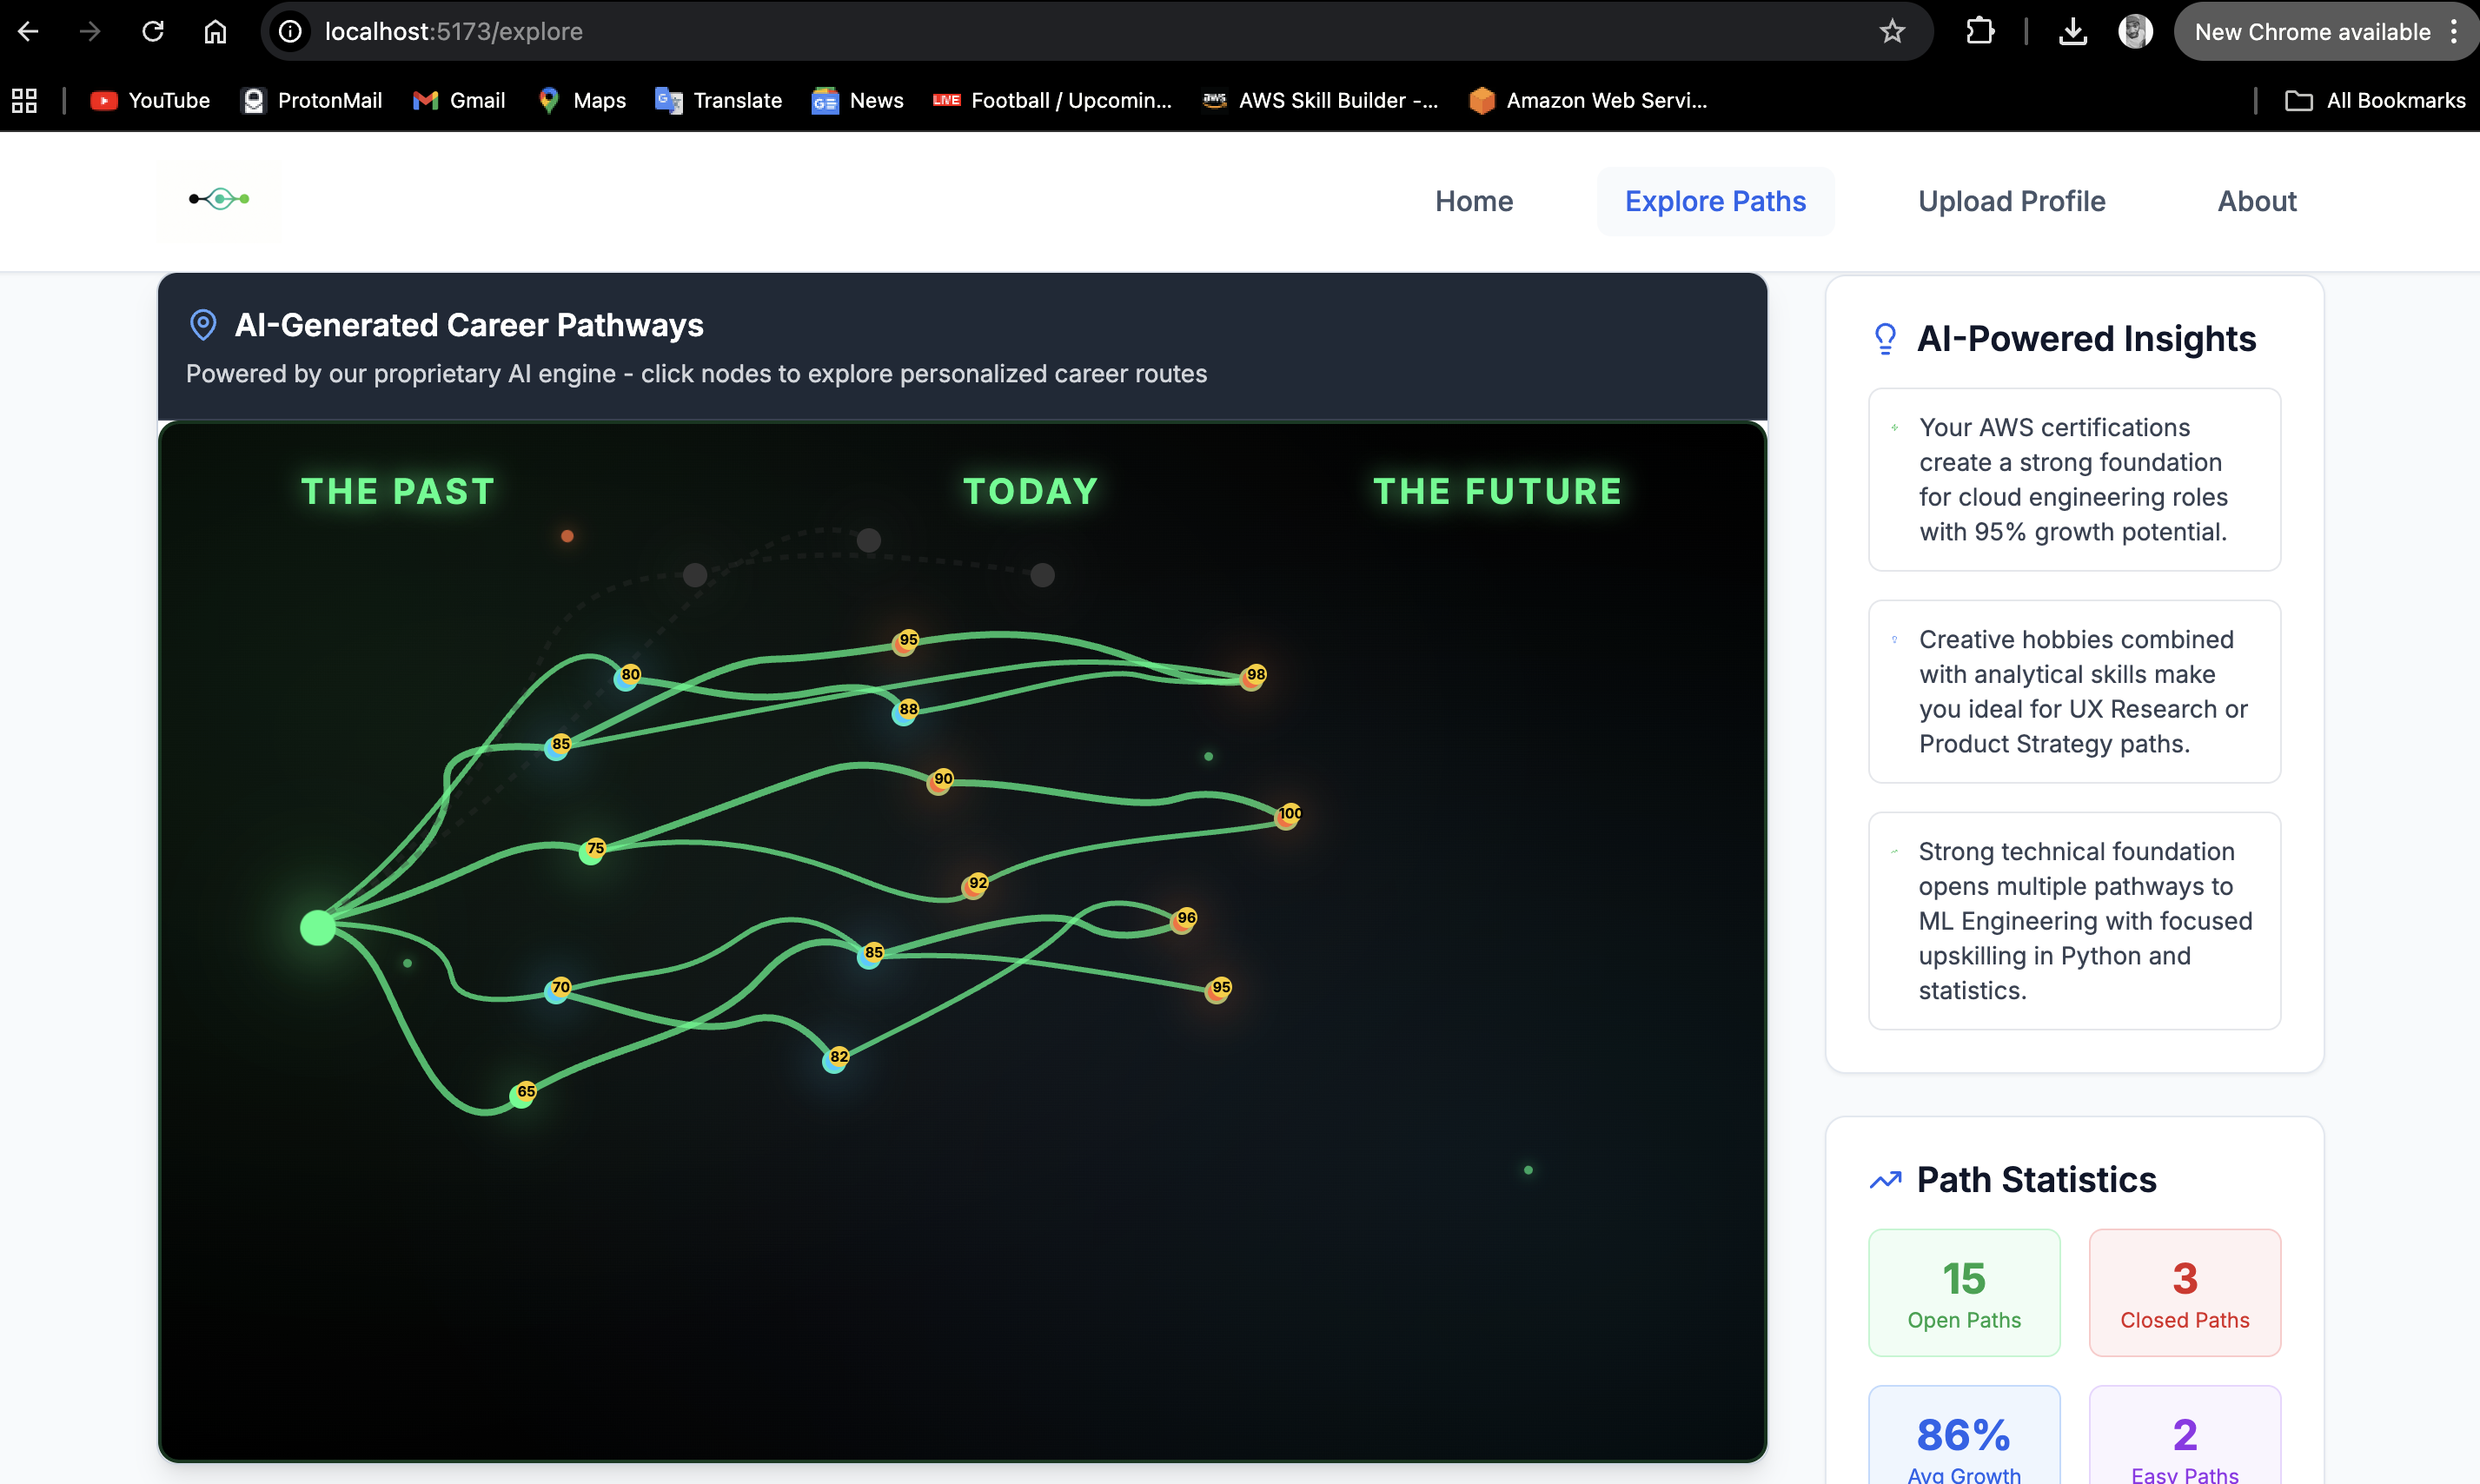 localhost:5173/explore
New Chrome available
YouTube
ProtonMail
Gmail
Maps
Translate
News
LIVE Football / Upcomin...
aws AWS Skill Builder -...
Amazon Web Servi...
All Bookmarks
Home
Explore Paths
Upload Profile
About
AI-Generated Career Pathways
Powered by our proprietary AI engine - click nodes to explore personalized career routes
THE PAST
TODAY
THE FUTURE
95
80
98
88
85
90
100
75
92
96
85
70
95
82
65
AI-Powered Insights
Your AWS certifications
create a strong foundation
for cloud engineering roles
with 95% growth potential.
Creative hobbies combined
with analytical skills make
you ideal for UX Research or
Product Strategy paths.
Strong technical foundation
opens multiple pathways to
ML Engineering with focused
upskilling in Python and
statistics.
Path Statistics
15
Open Paths
3
Closed Paths
86%
Avg Growth
2
Easy Paths